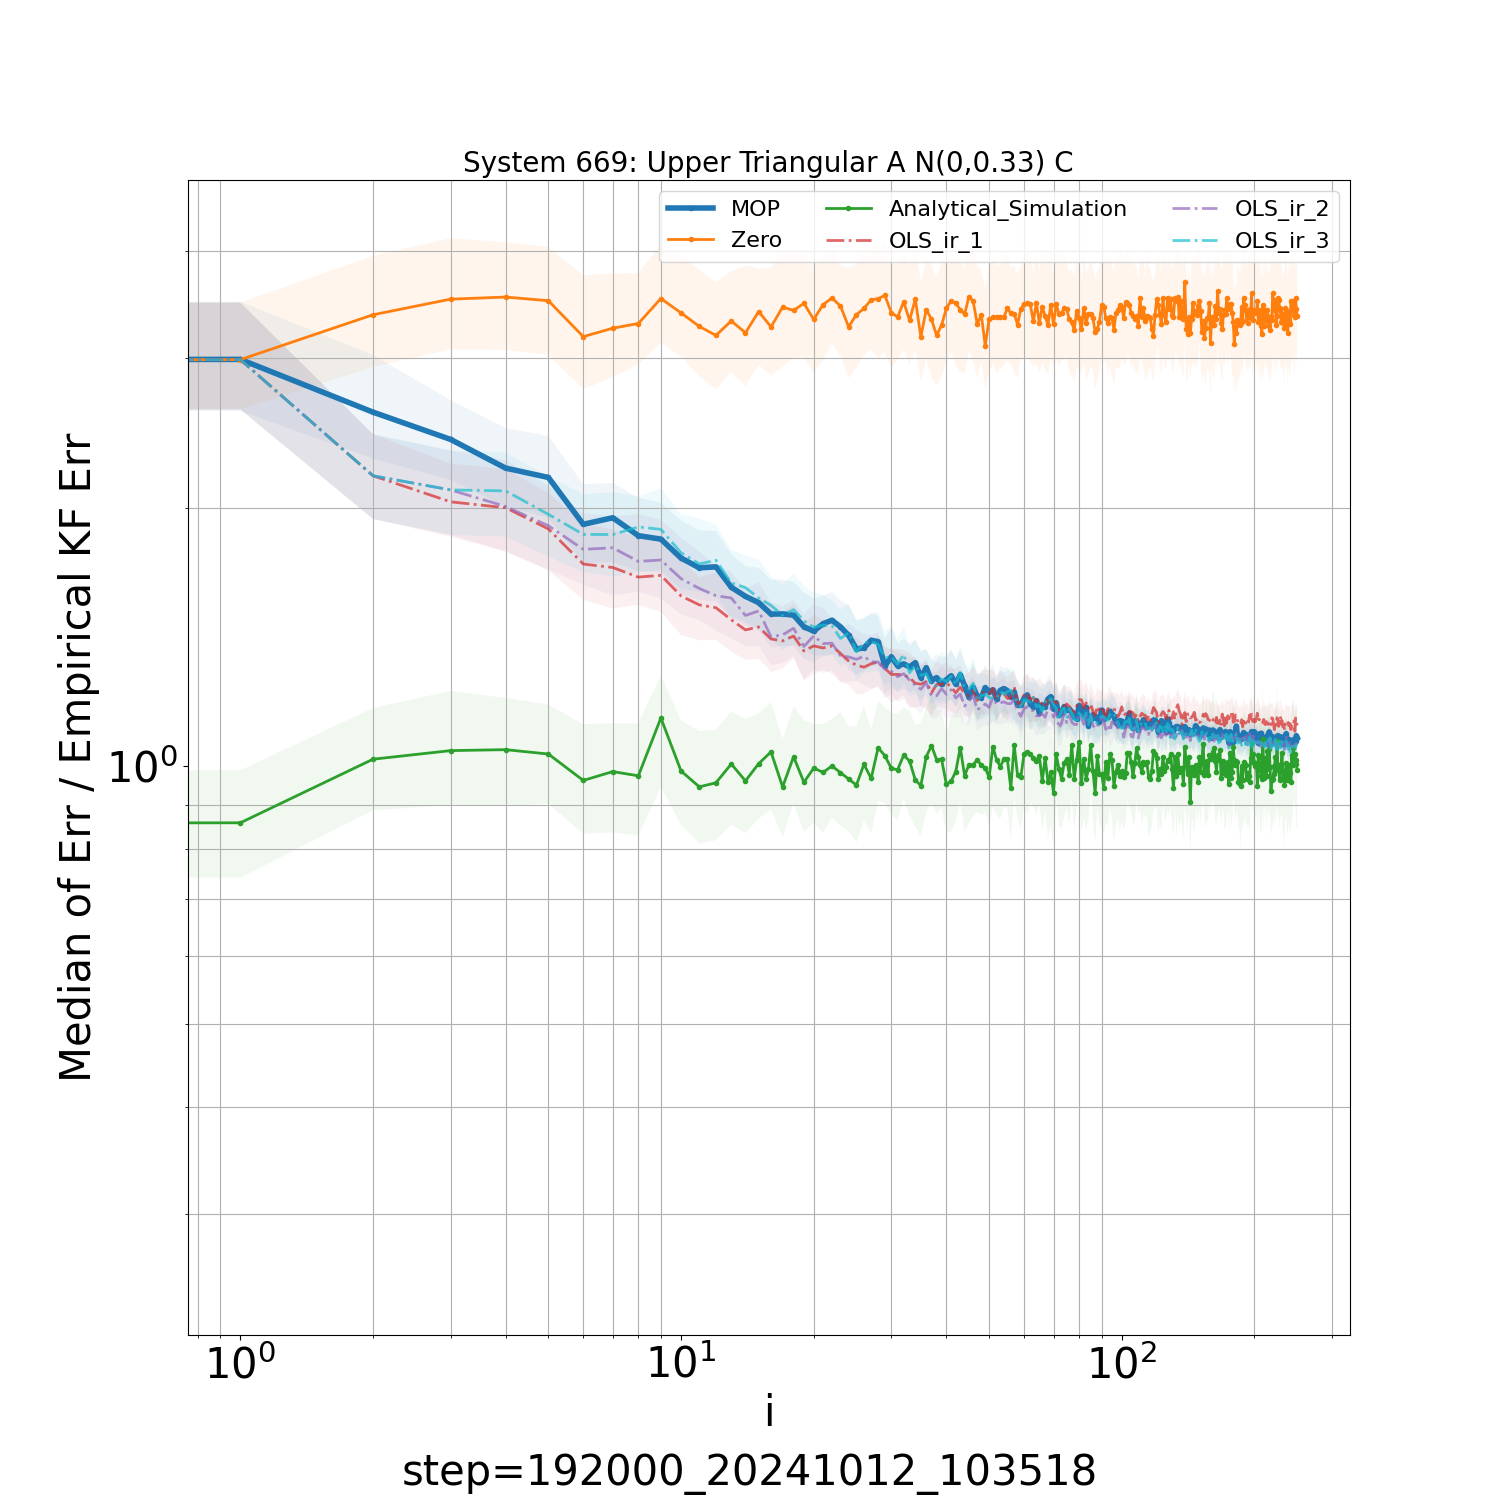 System 669: Upper Triangular A N(0,0.33) C
MOP
Zero
Analytical_Simulation
OLS_ir_1
OLS_ir_2
OLS_ir_3
Median of Err / Empirical KF Err
10⁰
10⁰
10¹
10²
i
step=192000_20241012_103518